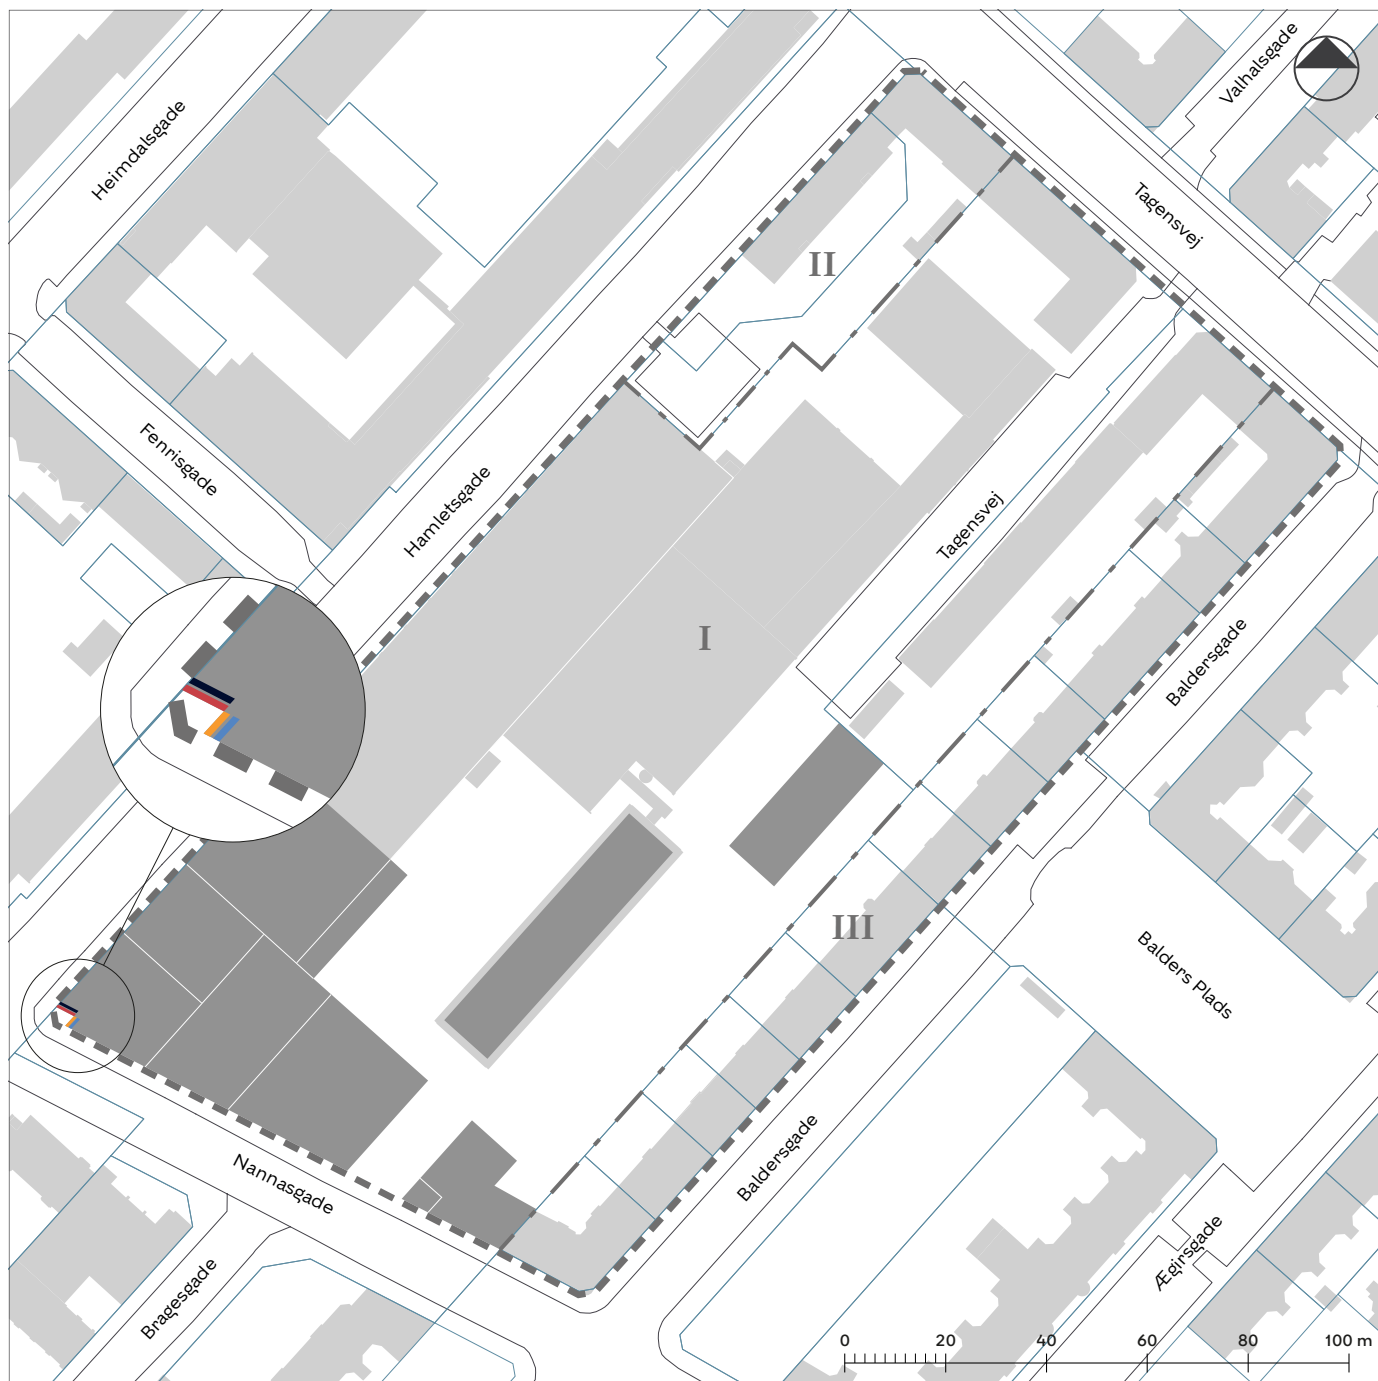 Valhalsgade
Heimdalsgade
Tagensvej
II
Fenrisgade
Hamletsgade
Tagensvej
I
Baldersgade
III
Balders Plads
Nannasgade
Baldersgade
Ægirsgade
Bragesgade
0 20 40 60 80 100 m